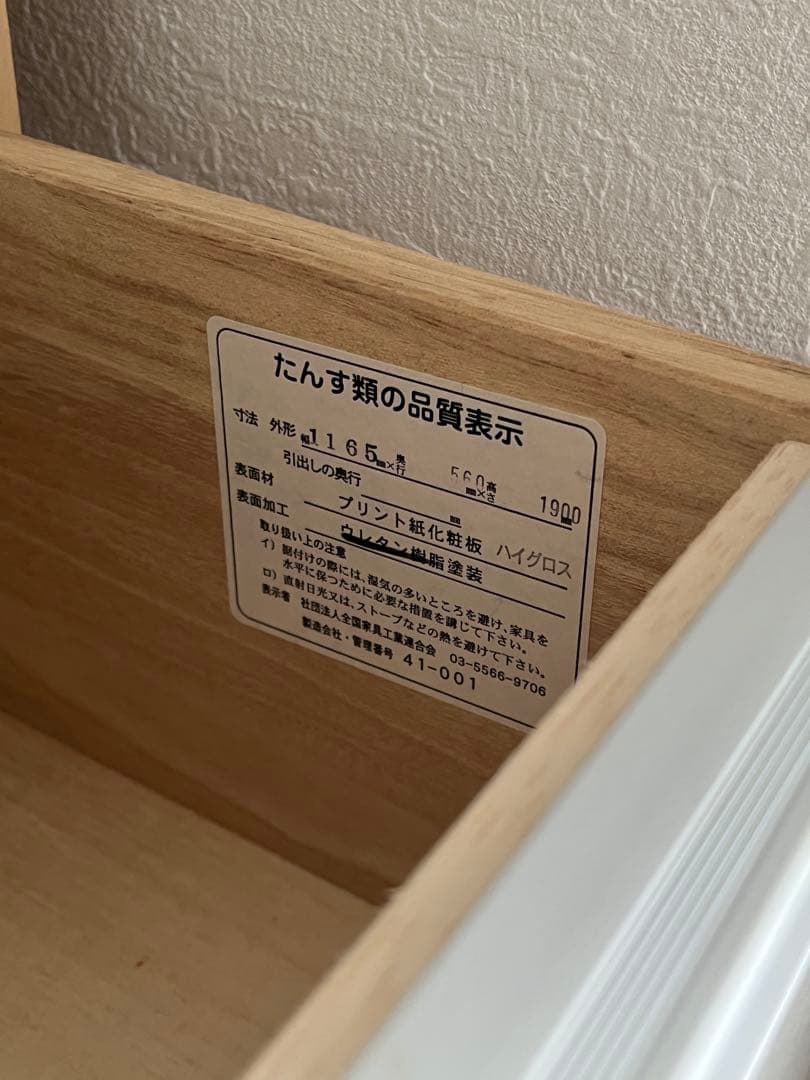 たんす類の品質表示
寸法 外形 幅 1165 mm×奥行 560 mm×高さ 1900 mm
引出しの奥行 mm
表面材 プリント紙化粧板 ハイグロス
表面加工 ウレタン樹脂塗装
取り扱い上の注意
イ) 据付けの際には、湿気の多いところを避け、家具を
水平に保つために必要な措置を講じて下さい。
ロ) 直射日光又は、ストーブなどの熱を避けて下さい。
表示者 社団法人全国家具工業連合会 03-5566-9706
製造会社・管理番号 41-001